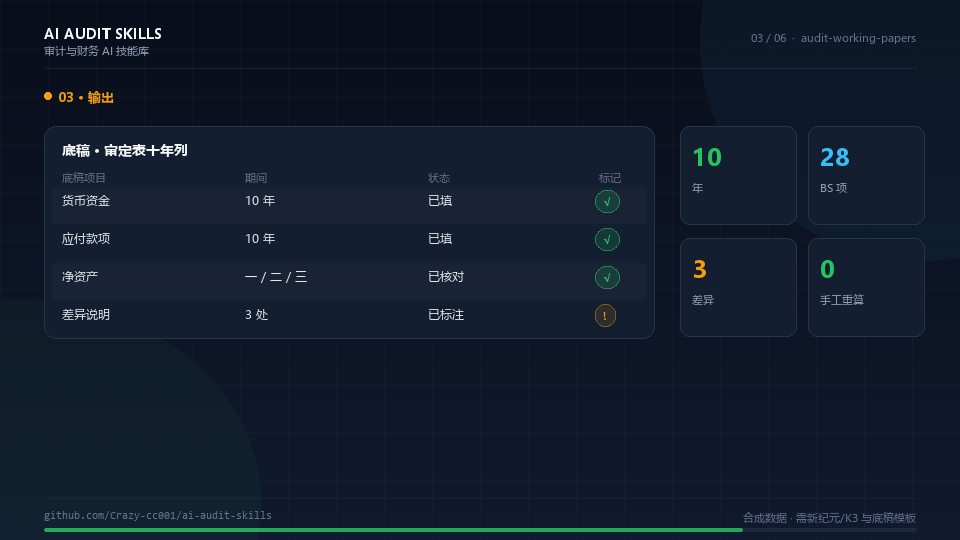 AI AUDIT SKILLS
审计与财务 AI 技能库
03 / 06 · audit-working-papers
03 • 输出
底稿 • 审定表十年列
底稿项目 期间 状态 标记
货币资金 10 年 已填 √
应付款项 10 年 已填 √
净资产 一 / 二 / 三 已核对 √
差异说明 3 处 已标注 !
10
年
28
BS 项
3
差异
0
手工重算
github.com/Crazy-cc001/ai-audit-skills
合成数据 · 需新纪元/K3 与底稿模板